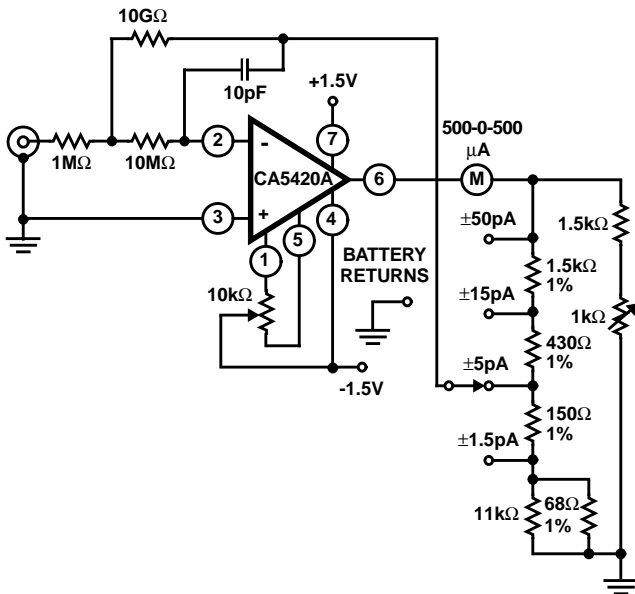 10GΩ
10pF
+1.5V
500-0-500
µA
1MΩ
10MΩ
2
-
7
CA5420A
6
M
3
+
4
5
1
±50pA
1.5kΩ
BATTERY
RETURNS
1.5kΩ
1%
10kΩ
±15pA
1kΩ
430Ω
1%
-1.5V
±5pA
150Ω
1%
±1.5pA
11kΩ
68Ω
1%